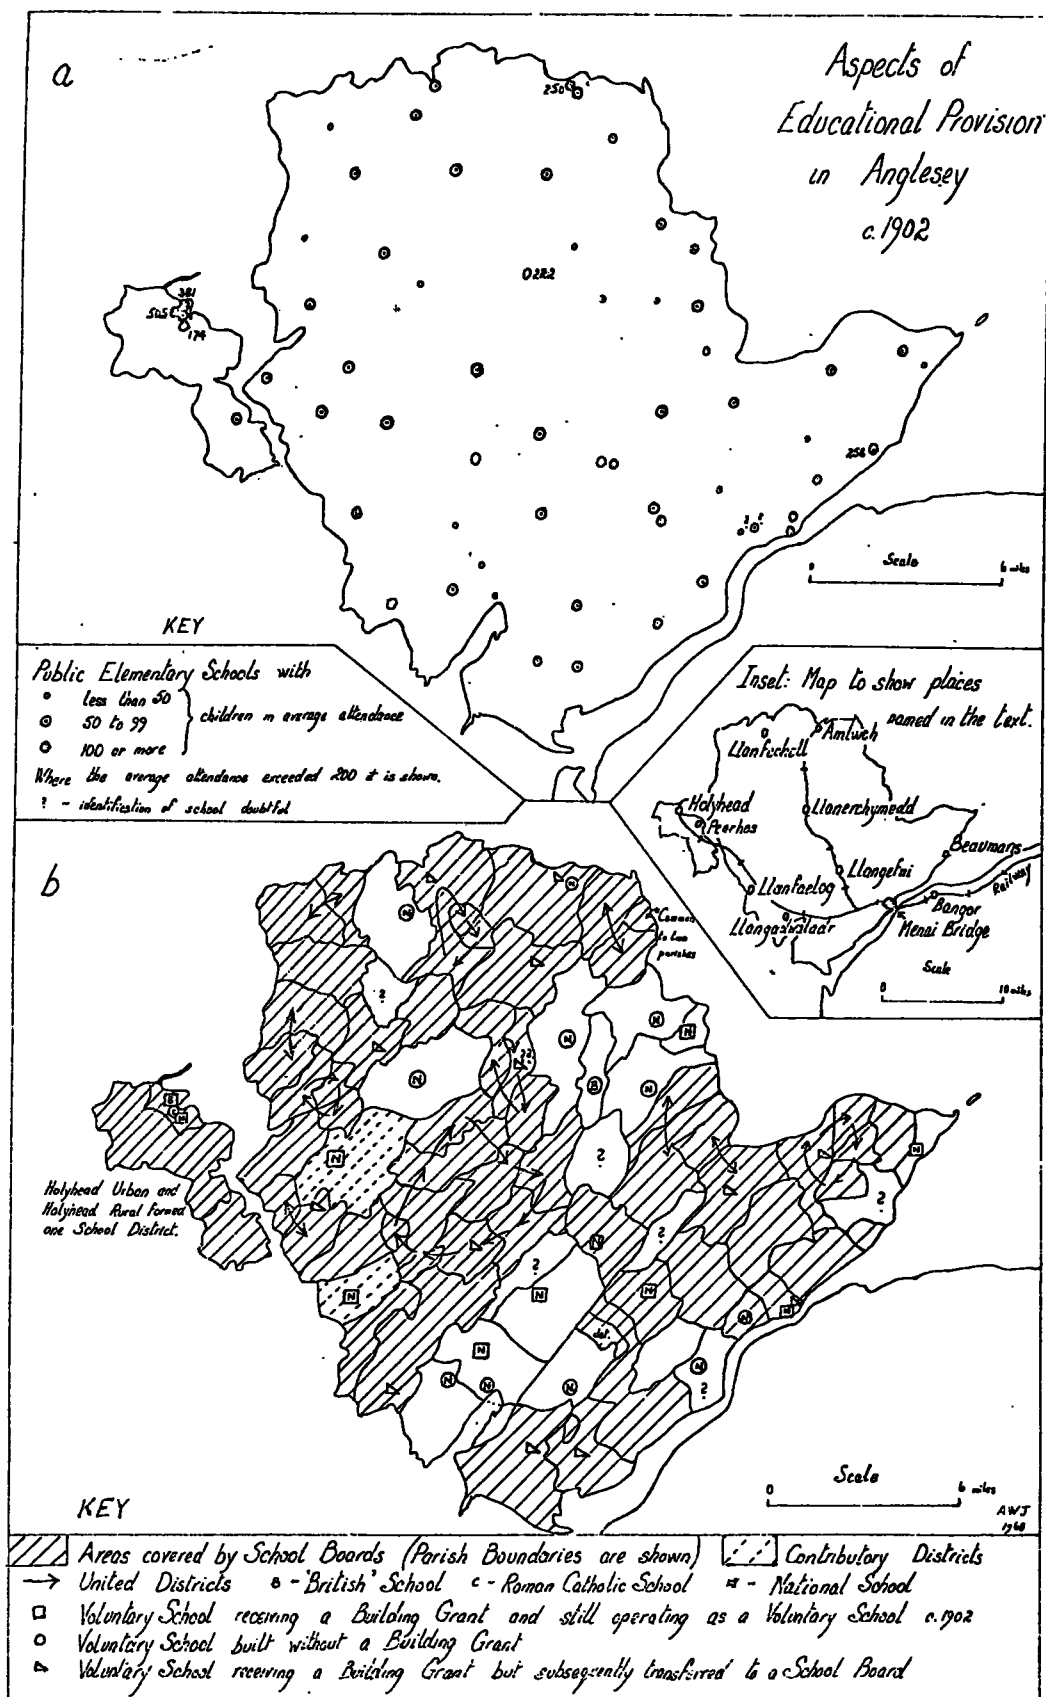 a
Aspects of
Educational Provision
in Anglesey
c.1902
250
0282
381
505
174
256
Scale
6 miles
KEY
Public Elementary Schools with
less than 50
50 to 99
100 or more
children in average attendance
Where the average attendance exceeded 200 it is shown.
? - identification of school doubtful
Inset: Map to show places
named in the text.
Amlwch
Llanfechell
Holyhead
Penrhos
Llanerchymedd
Beaumaris
Llangefni
Llanfaelog
Railway
Bangor
Llangadwaladr
Menai Bridge
Scale
0 10 miles
b
Common
to two
parishes
Holyhead Urban and
Holyhead Rural formed
one School District.
Scale
0 6 miles
AWJ
KEY
Areas covered by School Boards (Parish Boundaries are shown) Contributory Districts
United Districts B - 'British' School C - Roman Catholic School N - National School
Voluntary School receiving a Building Grant and still operating as a Voluntary School c.1902
Voluntary School built without a Building Grant
Voluntary School receiving a Building Grant but subsequently transferred to a School Board